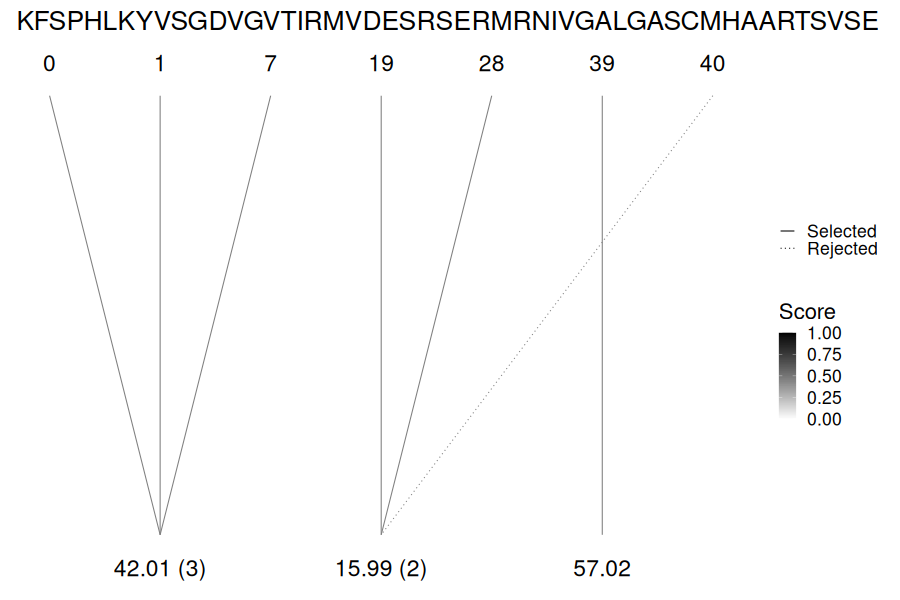 KFSPHLKYVSGDVGVTIRMVDESRSERMRNIVGALGASCMHAARTSVSE
0 1 7 19 28 39 40
Selected
Rejected
Score
1.00
0.75
0.50
0.25
0.00
42.01 (3) 15.99 (2) 57.02